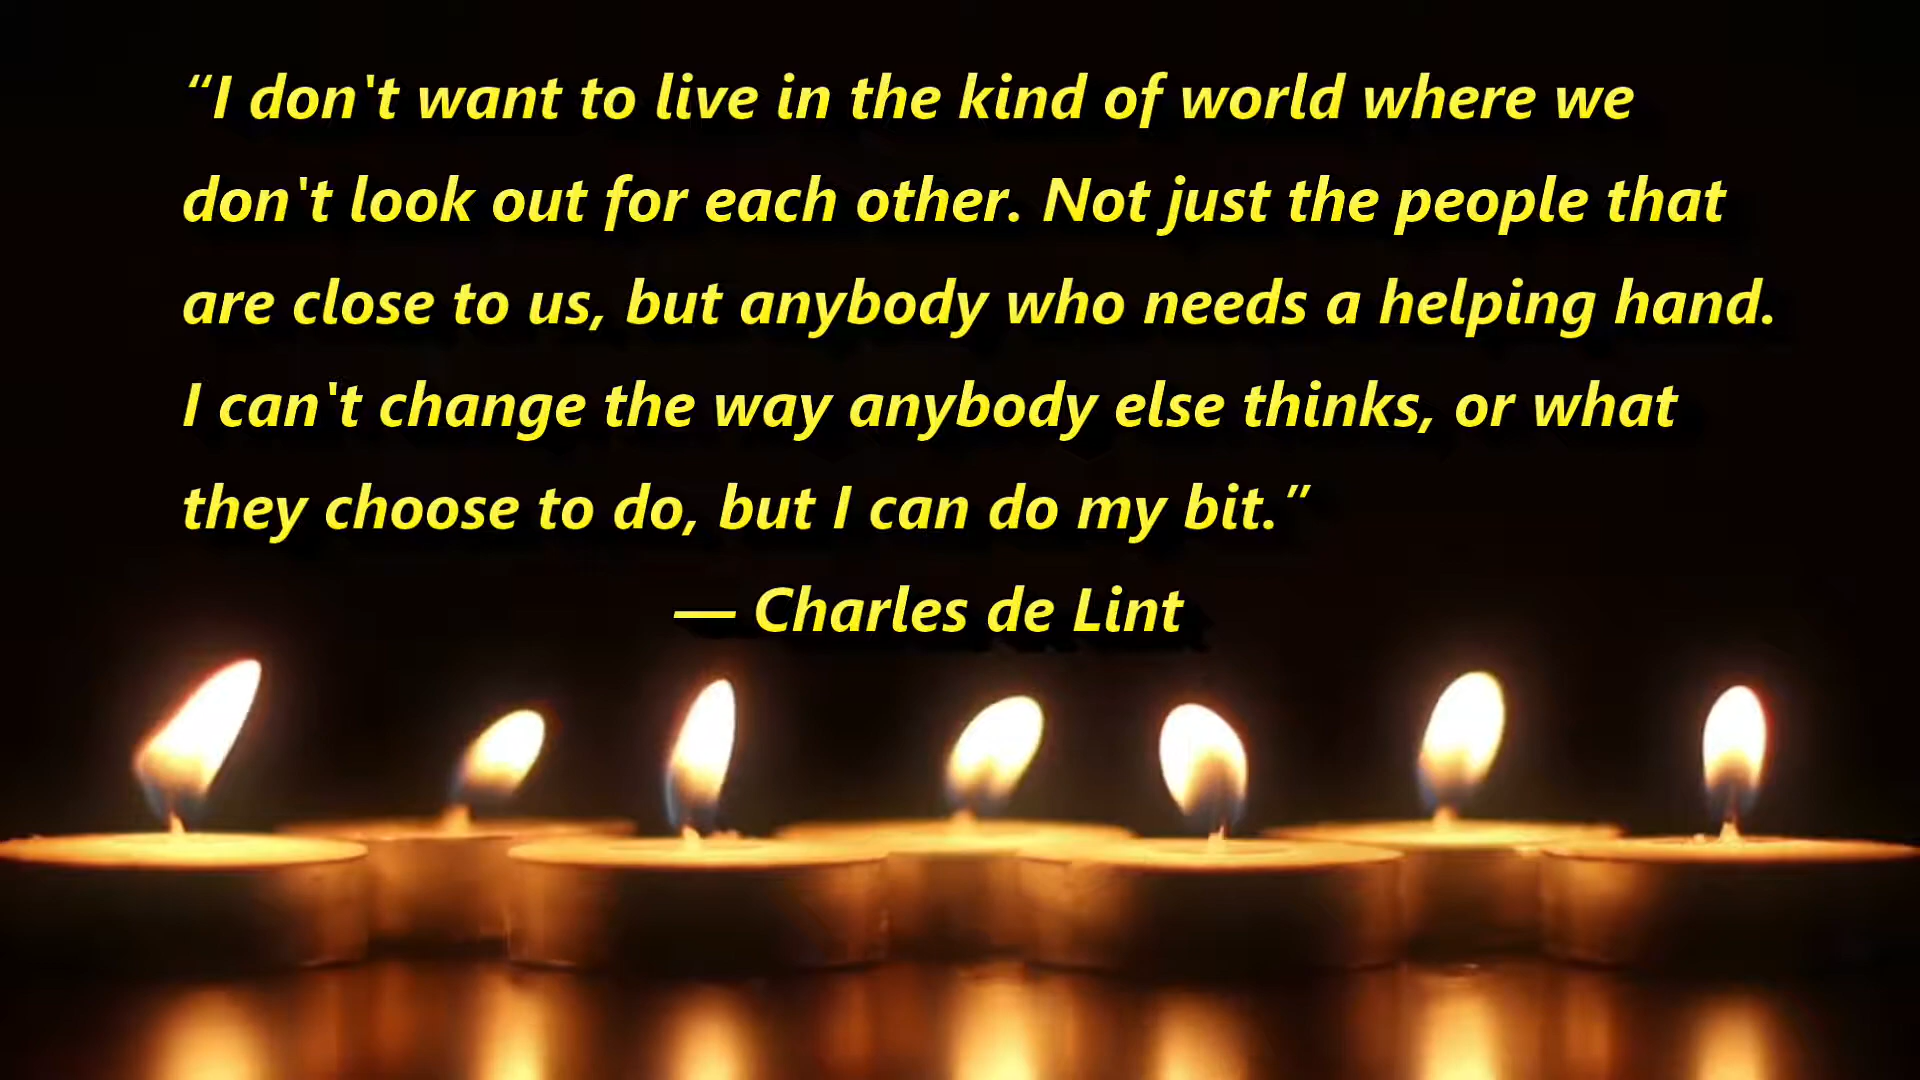 “I don't want to live in the kind of world where we
don't look out for each other. Not just the people that
are close to us, but anybody who needs a helping hand.
I can't change the way anybody else thinks, or what
they choose to do, but I can do my bit.”
— Charles de Lint